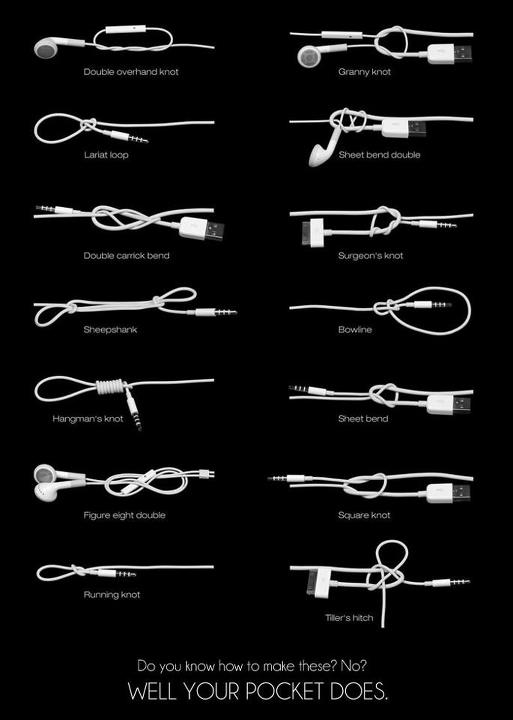 Double overhand knot
Granny knot
Lariat loop
Sheet bend double
Double carrick bend
Surgeon's knot
Sheepshank
Bowline
Hangman's knot
Sheet bend
Figure eight double
Square knot
Running knot
Tiller's hitch
Do you know how to make these? No?
WELL YOUR POCKET DOES.